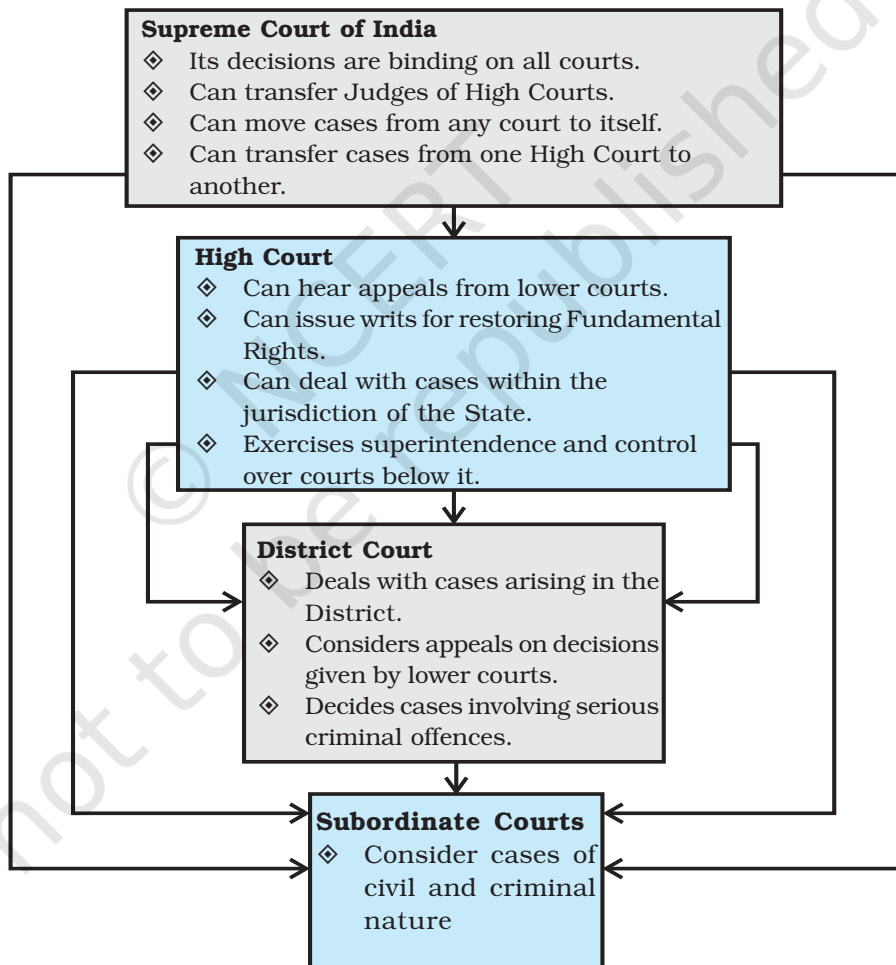 Supreme Court of India
◈ Its decisions are binding on all courts.
◈ Can transfer Judges of High Courts.
◈ Can move cases from any court to itself.
◈ Can transfer cases from one High Court to
another.
High Court
◈ Can hear appeals from lower courts.
◈ Can issue writs for restoring Fundamental
Rights.
◈ Can deal with cases within the
jurisdiction of the State.
◈ Exercises superintendence and control
over courts below it.
District Court
◈ Deals with cases arising in the
District.
◈ Considers appeals on decisions
given by lower courts.
◈ Decides cases involving serious
criminal offences.
Subordinate Courts
◈ Consider cases of
civil and criminal
nature
© NCERT
not to be republished